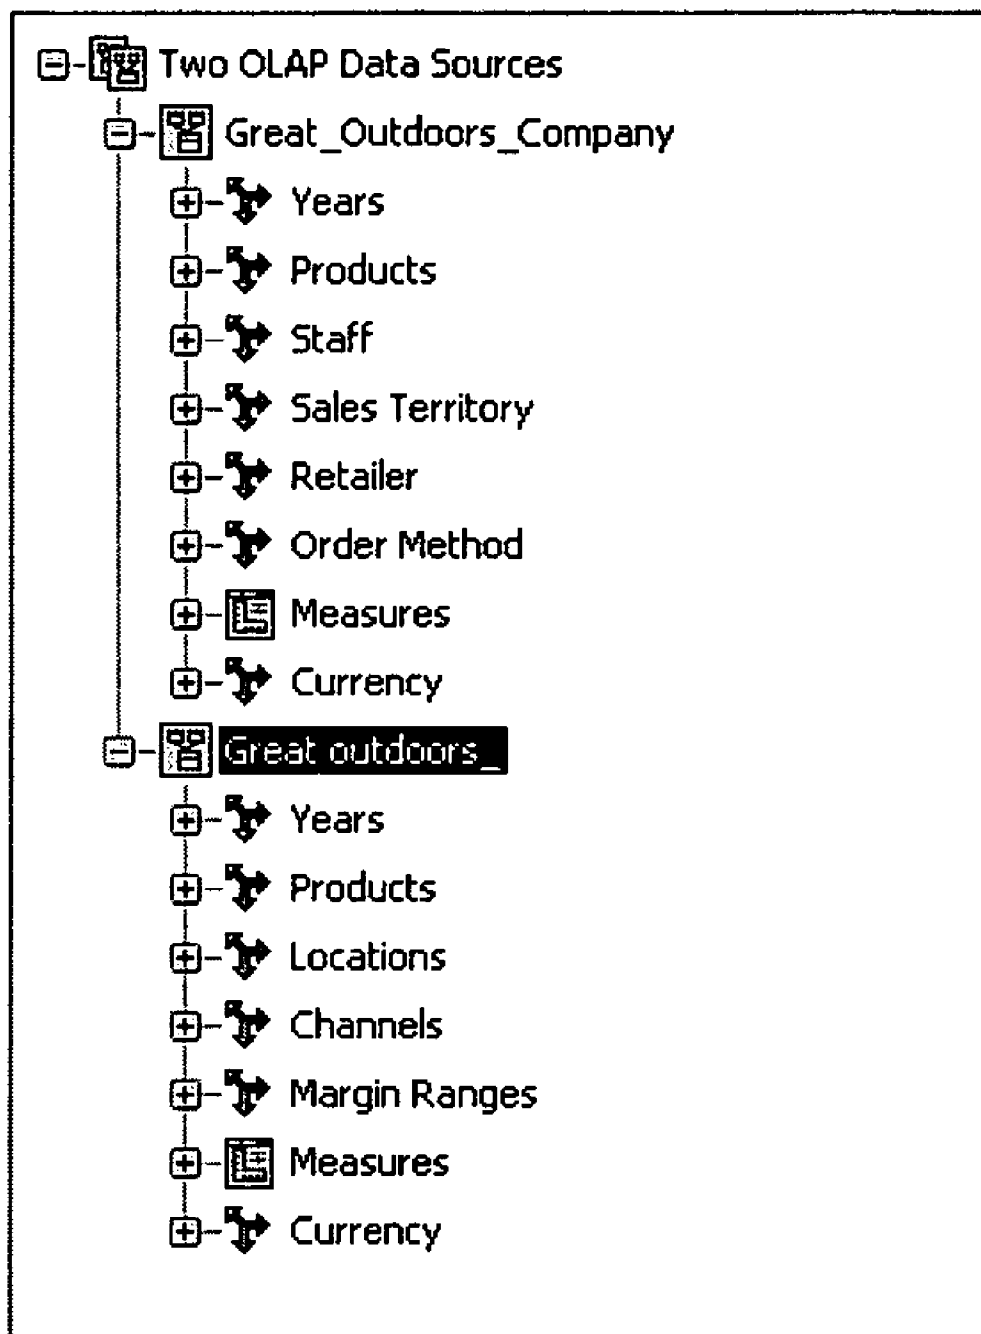 Two OLAP Data Sources
Great_Outdoors_Company
Years
Products
Staff
Sales Territory
Retailer
Order Method
Measures
Currency
Great outdoors_
Years
Products
Locations
Channels
Margin Ranges
Measures
Currency